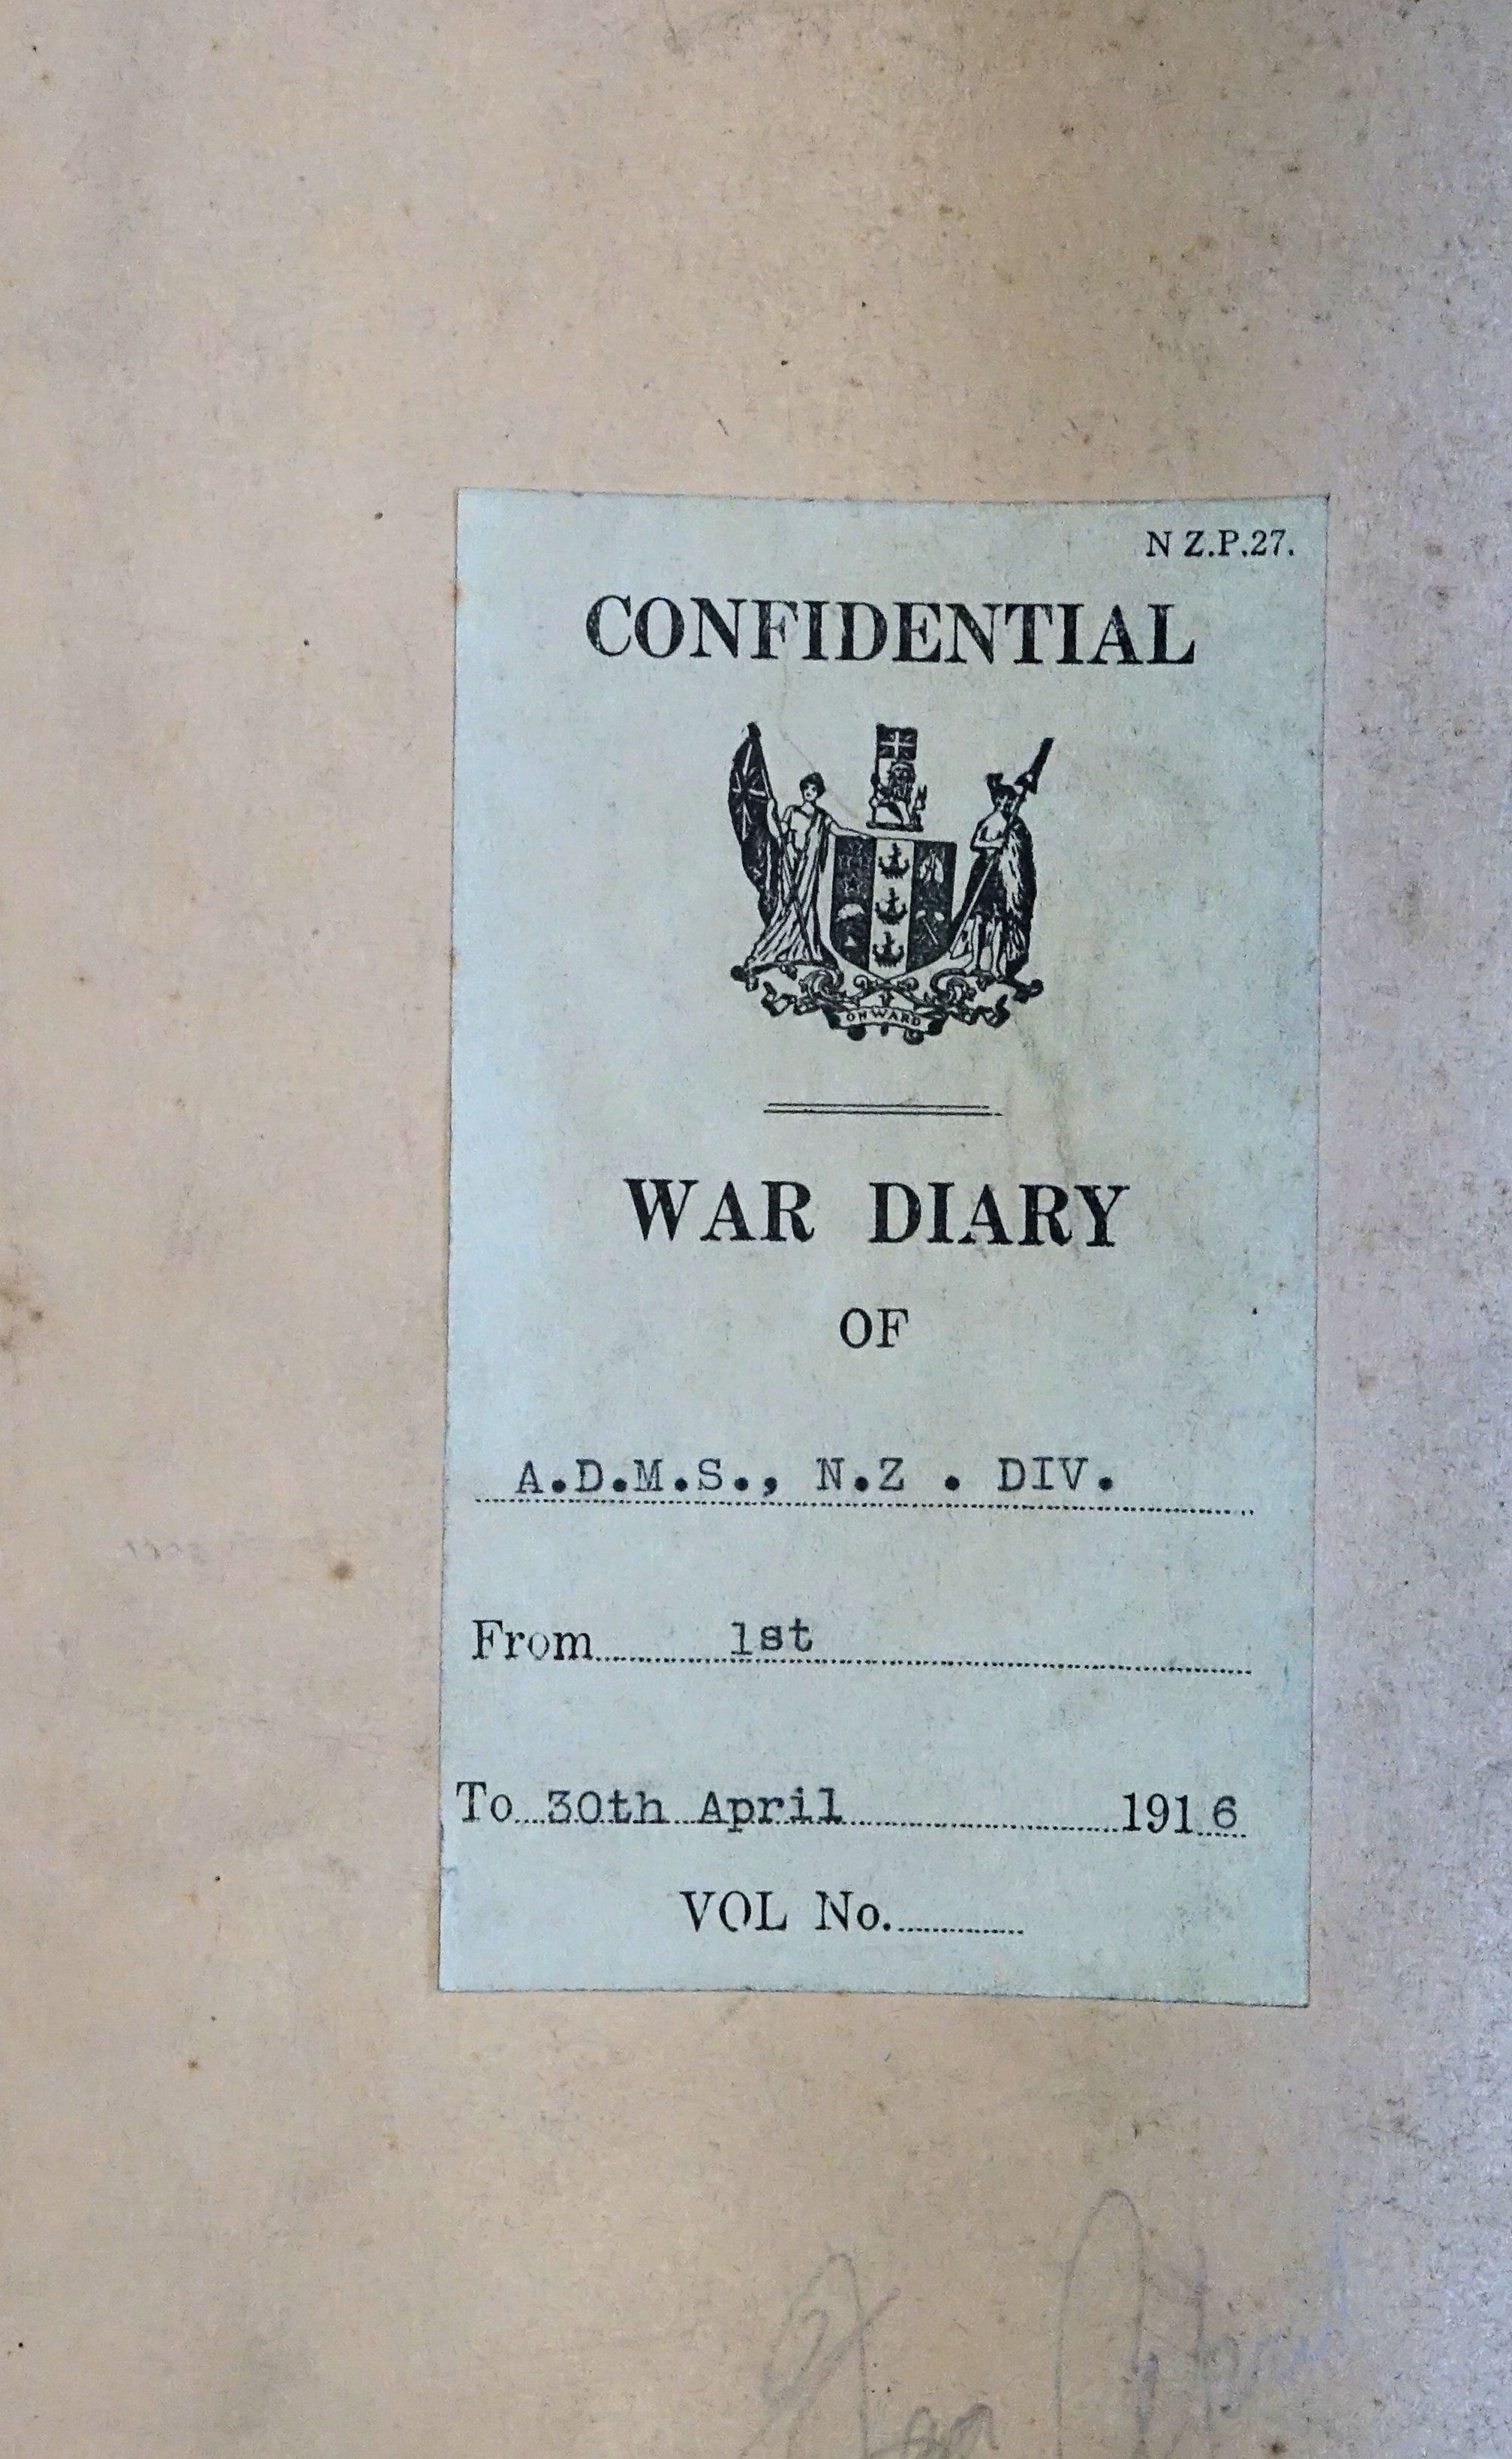 N Z.P.27.
CONFIDENTIAL
ONWARD
WAR DIARY
OF
A.D.M.S., N.Z . DIV.
From 1st
To 30th April 1916
VOL No.